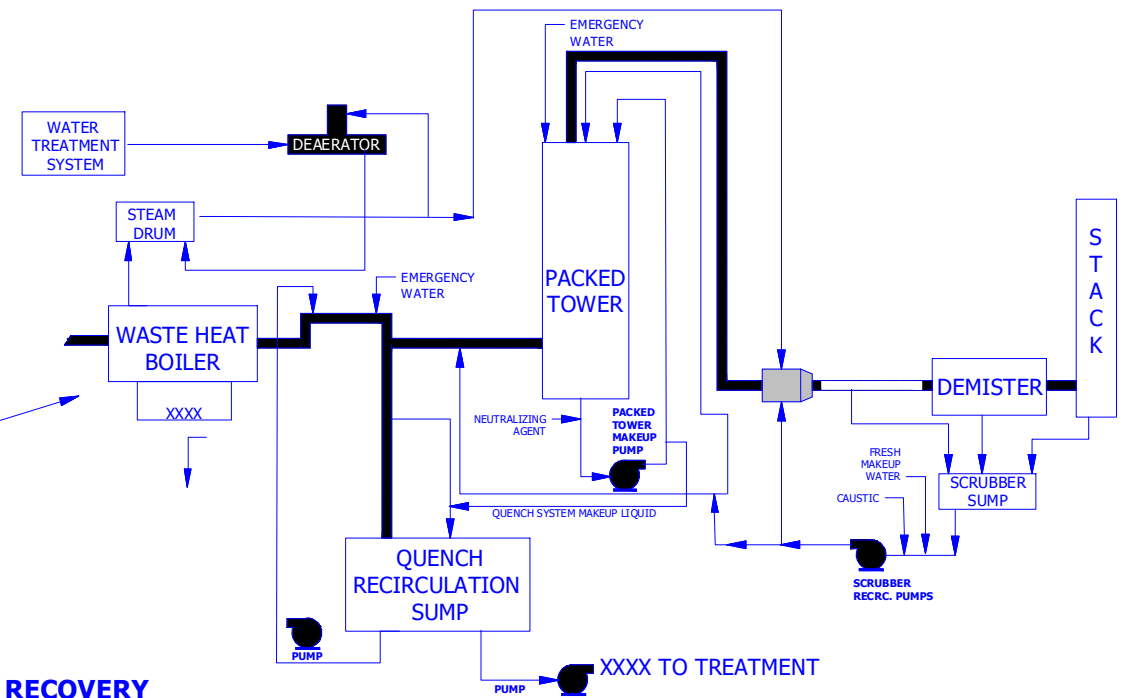 EMERGENCY
WATER
WATER
TREATMENT
SYSTEM
DEAERATOR
STEAM
DRUM
EMERGENCY
WATER
PACKED
TOWER
S
T
A
C
K
WASTE HEAT
BOILER
XXXX
DEMISTER
NEUTRALIZING
AGENT
PACKED
TOWER
MAKEUP
PUMP
FRESH
MAKEUP
WATER
CAUSTIC
SCRUBBER
SUMP
QUENCH SYSTEM MAKEUP LIQUID
QUENCH
RECIRCULATION
SUMP
SCRUBBER
RECRC. PUMPS
PUMP
XXXX TO TREATMENT
PUMP
RECOVERY